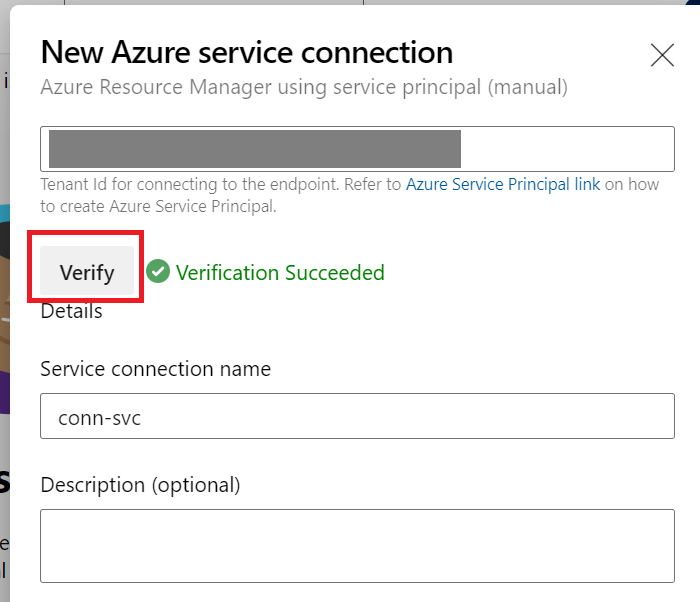 New Azure service connection
Azure Resource Manager using service principal (manual)
Tenant Id for connecting to the endpoint. Refer to Azure Service Principal link on how
to create Azure Service Principal.
Verify Verification Succeeded
Details
Service connection name
conn-svc
Description (optional)